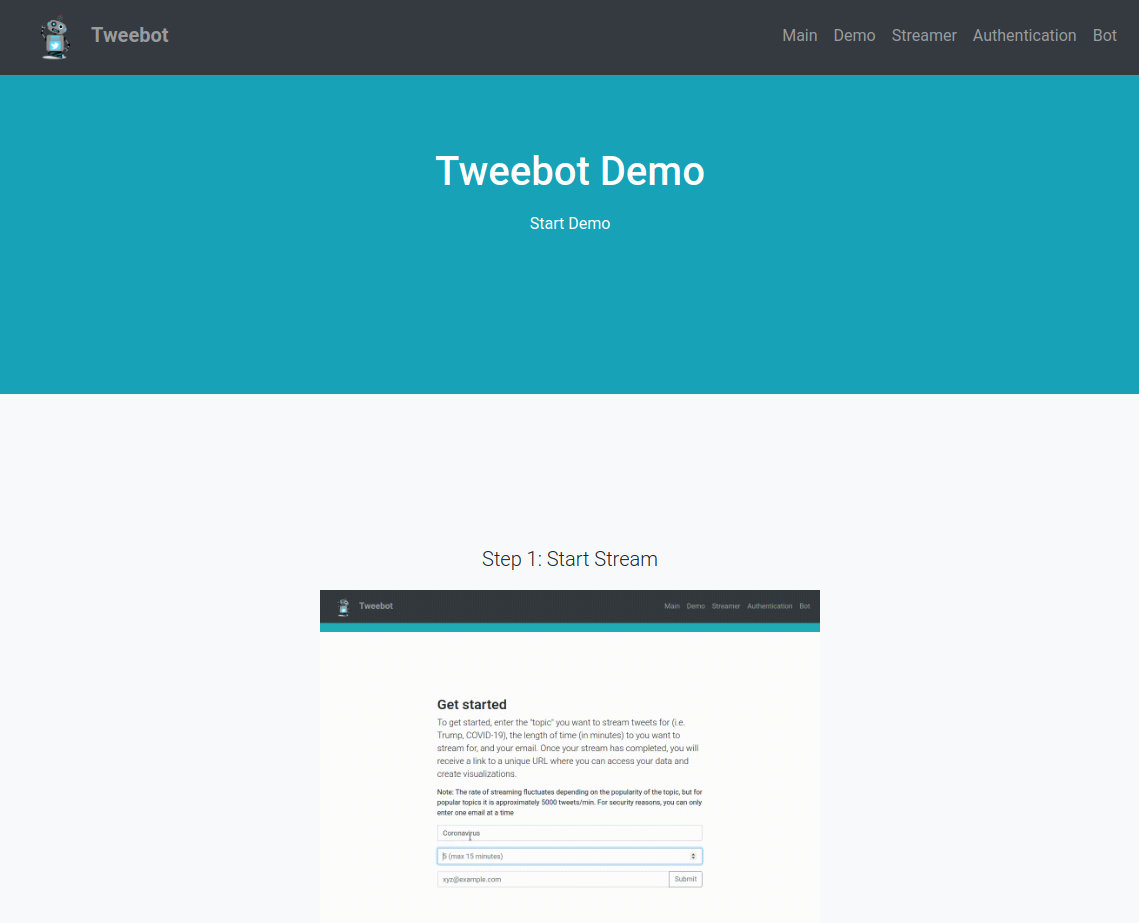 Tweebot
Main Demo Streamer Authentication Bot
Tweebot Demo
Start Demo
Step 1: Start Stream
Tweebot
Main Demo Streamer Authentication Bot
Get started
To get started, enter the "topic" you want to stream tweets for (i.e.
Trump, COVID-19), the length of time (in minutes) to you want to
stream for, and your email. Once your stream has completed, you will
receive a link to a unique URL where you can access your data and
create visualizations.
Note: The rate of streaming fluctuates depending on the popularity of the topic, but for
popular topics it is approximately 5000 tweets/min. For security reasons, you can only
enter one email at a time
Coronavirus
5 (max 15 minutes)
xyz@example.com Submit